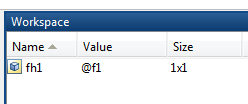 Workspace
Name Value Size
fh1 @f1 1x1